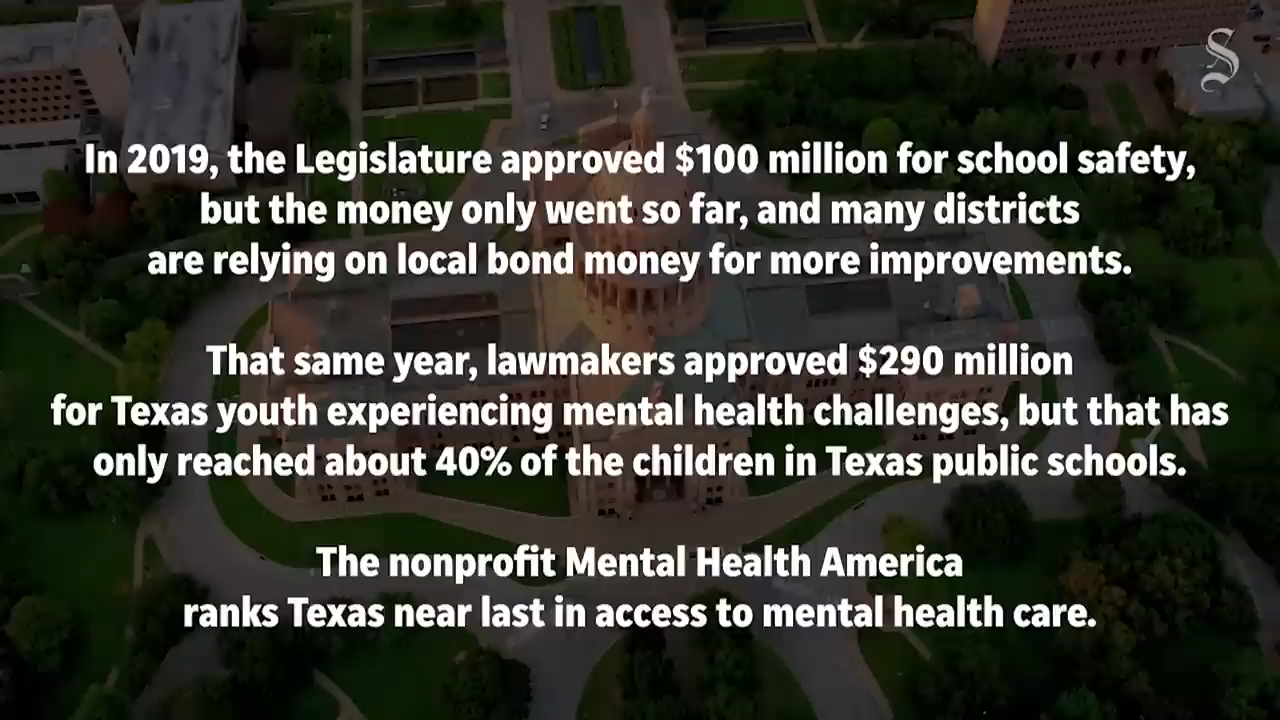 S
In 2019, the Legislature approved $100 million for school safety,
but the money only went so far, and many districts
are relying on local bond money for more improvements.
That same year, lawmakers approved $290 million
for Texas youth experiencing mental health challenges, but that has
only reached about 40% of the children in Texas public schools.
The nonprofit Mental Health America
ranks Texas near last in access to mental health care.